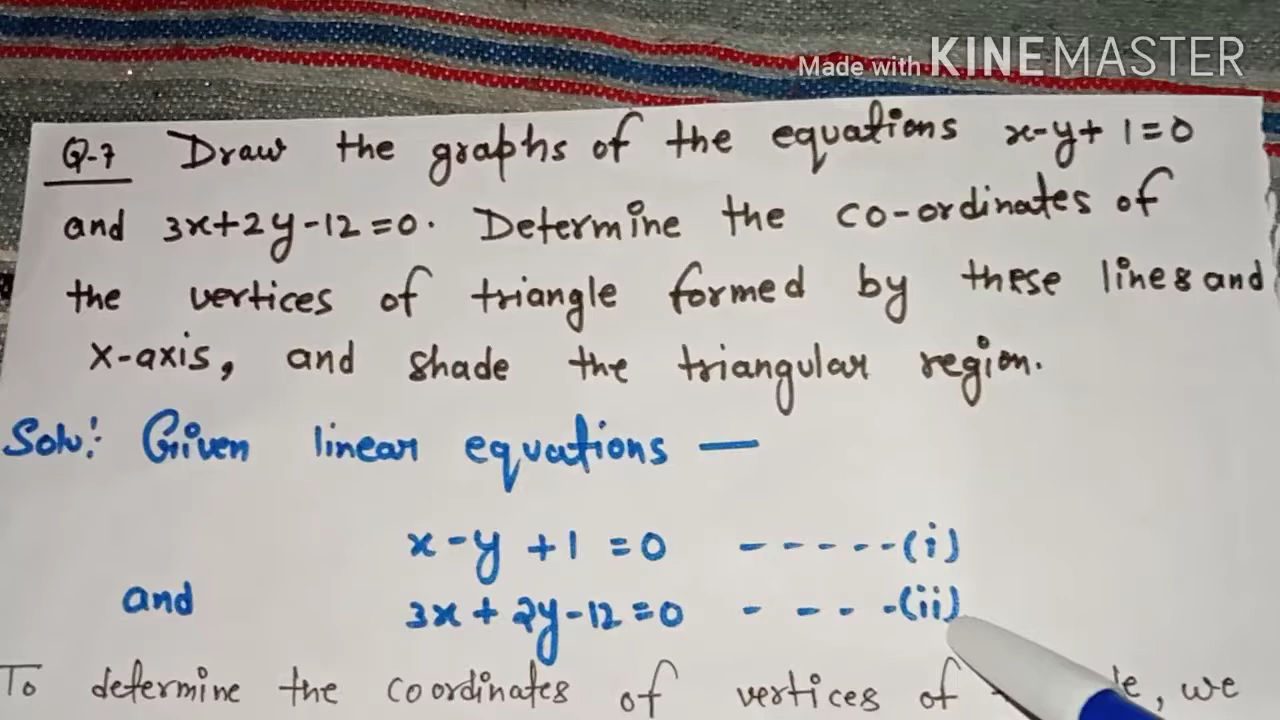 Made with KINEMASTER
Q-7 Draw the graphs of the equations x-y+1=0
and 3x+2y-12=0. Determine the co-ordinates of
the vertices of triangle formed by these lines and
x-axis, and shade the triangular region.
Solu: Given linear equations —
x-y+1=0 -----(i)
and 3x+2y-12=0 - - - -(ii)
To determine the coordinates of vertices of , we